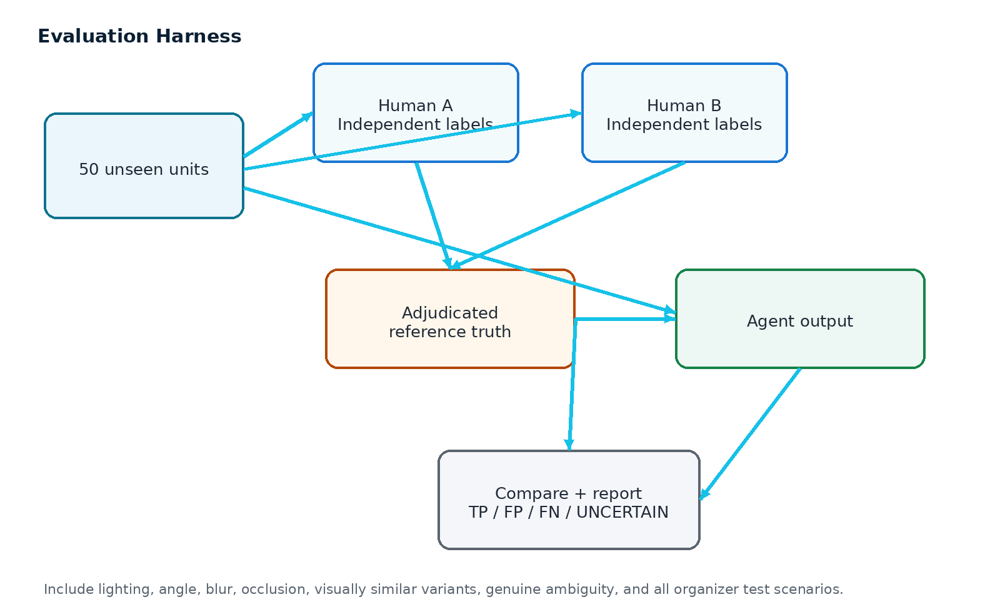 Evaluation Harness
Human A
Independent labels
Human B
Independent labels
50 unseen units
Adjudicated
reference truth
Agent output
Compare + report
TP / FP / FN / UNCERTAIN
Include lighting, angle, blur, occlusion, visually similar variants, genuine ambiguity, and all organizer test scenarios.